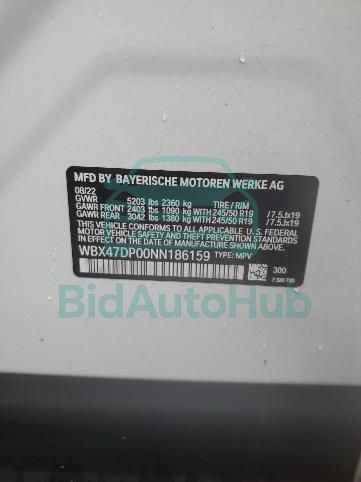 MFD BY BAYERISCHE MOTOREN WERKE AG
08/22
GVWR 5203 lbs 2360 kg TIRE / RIM
GAWR FRONT 2403 lbs 1090 kg WITH 245/50 R19 /7.5Jx19
GAWR REAR 3042 lbs 1380 kg WITH 245/50 R19 /7.5Jx19
THIS VEHICLE CONFORMS TO ALL APPLICABLE U.S. FEDERAL
MOTOR VEHICLE SAFETY, BUMPER, AND THEFT PREVENTION
STANDARDS IN EFFECT ON THE DATE OF MANUFACTURE
SHOWN ABOVE.
WBX47DP00NN186159 TYPE: MPV
300
BidAutoHub